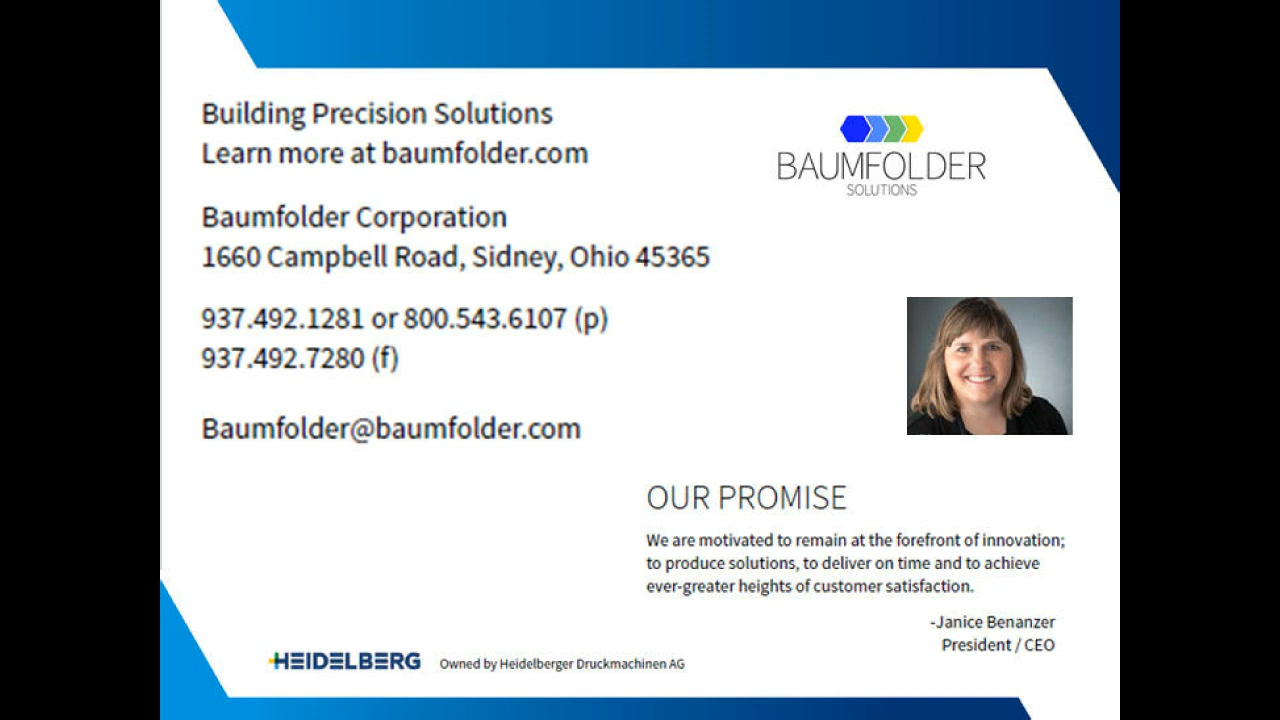 Building Precision Solutions
Learn more at baumfolder.com
BAUMFOLDER
SOLUTIONS
Baumfolder Corporation
1660 Campbell Road, Sidney, Ohio 45365
937.492.1281 or 800.543.6107 (p)
937.492.7280 (f)
Baumfolder@baumfolder.com
OUR PROMISE
We are motivated to remain at the forefront of innovation;
to produce solutions, to deliver on time and to achieve
ever-greater heights of customer satisfaction.
-Janice Benanzer
President / CEO
HEIDELBERG
Owned by Heidelberger Druckmachinen AG